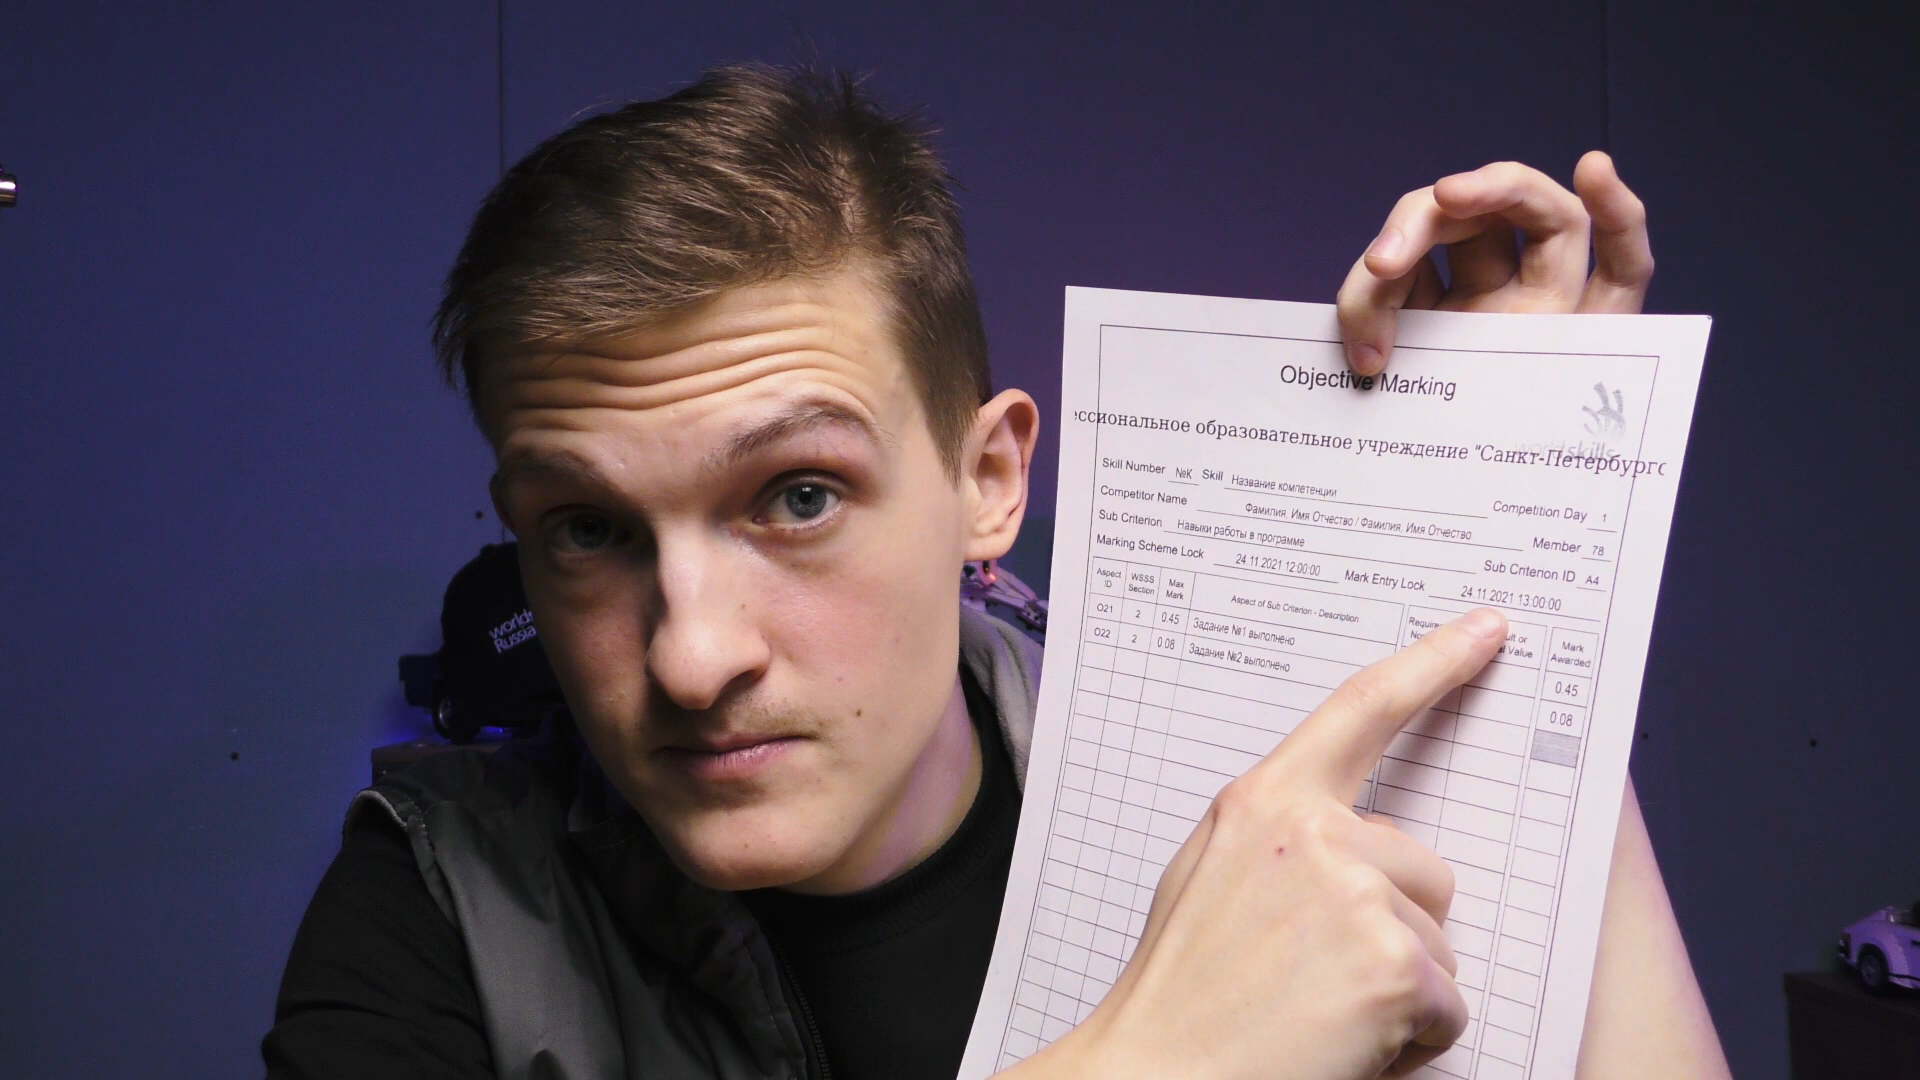 Objective Marking
ессиональное образовательное учреждение "Санкт-Петербургс
world skills
Skill Number №К Skill Название компетенции Competition Day 1
Competitor Name Фамилия, Имя Отчество / Фамилия, Имя Отчество Member 78
Sub Criterion Навыки работы в программе Sub Criterion ID A4
Marking Scheme Lock 24.11.2021 12:00:00 Mark Entry Lock 24.11.2021 13:00:00
Aspect ID WSSS Section Max Mark Aspect of Sub Criterion - Description Value Mark Awarded
O21 2 0.45 Задание №1 выполнено 0.45
O22 2 0.08 Задание №2 выполнено 0.08
Russia